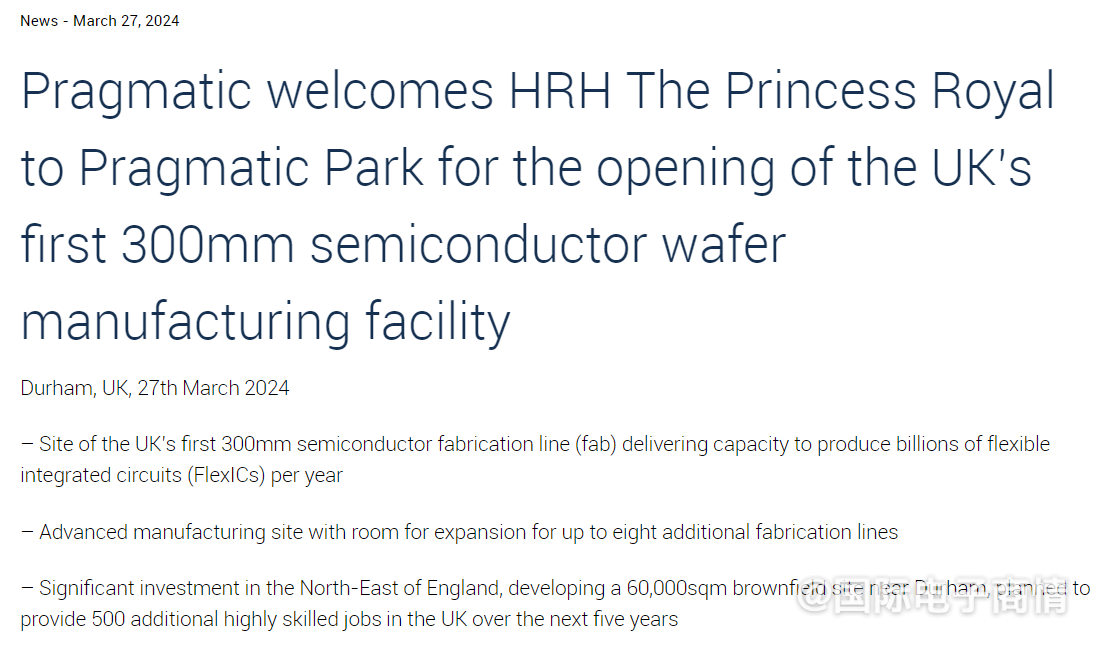 News - March 27, 2024
Pragmatic welcomes HRH The Princess Royal
to Pragmatic Park for the opening of the UK's
first 300mm semiconductor wafer
manufacturing facility
Durham, UK, 27th March 2024
– Site of the UK's first 300mm semiconductor fabrication line (fab) delivering capacity to produce billions of flexible
integrated circuits (FlexICs) per year
– Advanced manufacturing site with room for expansion for up to eight additional fabrication lines
– Significant investment in the North-East of England, developing a 60,000sqm brownfield site near Durham, planned to
provide 500 additional highly skilled jobs in the UK over the next five years
@国际电子商情